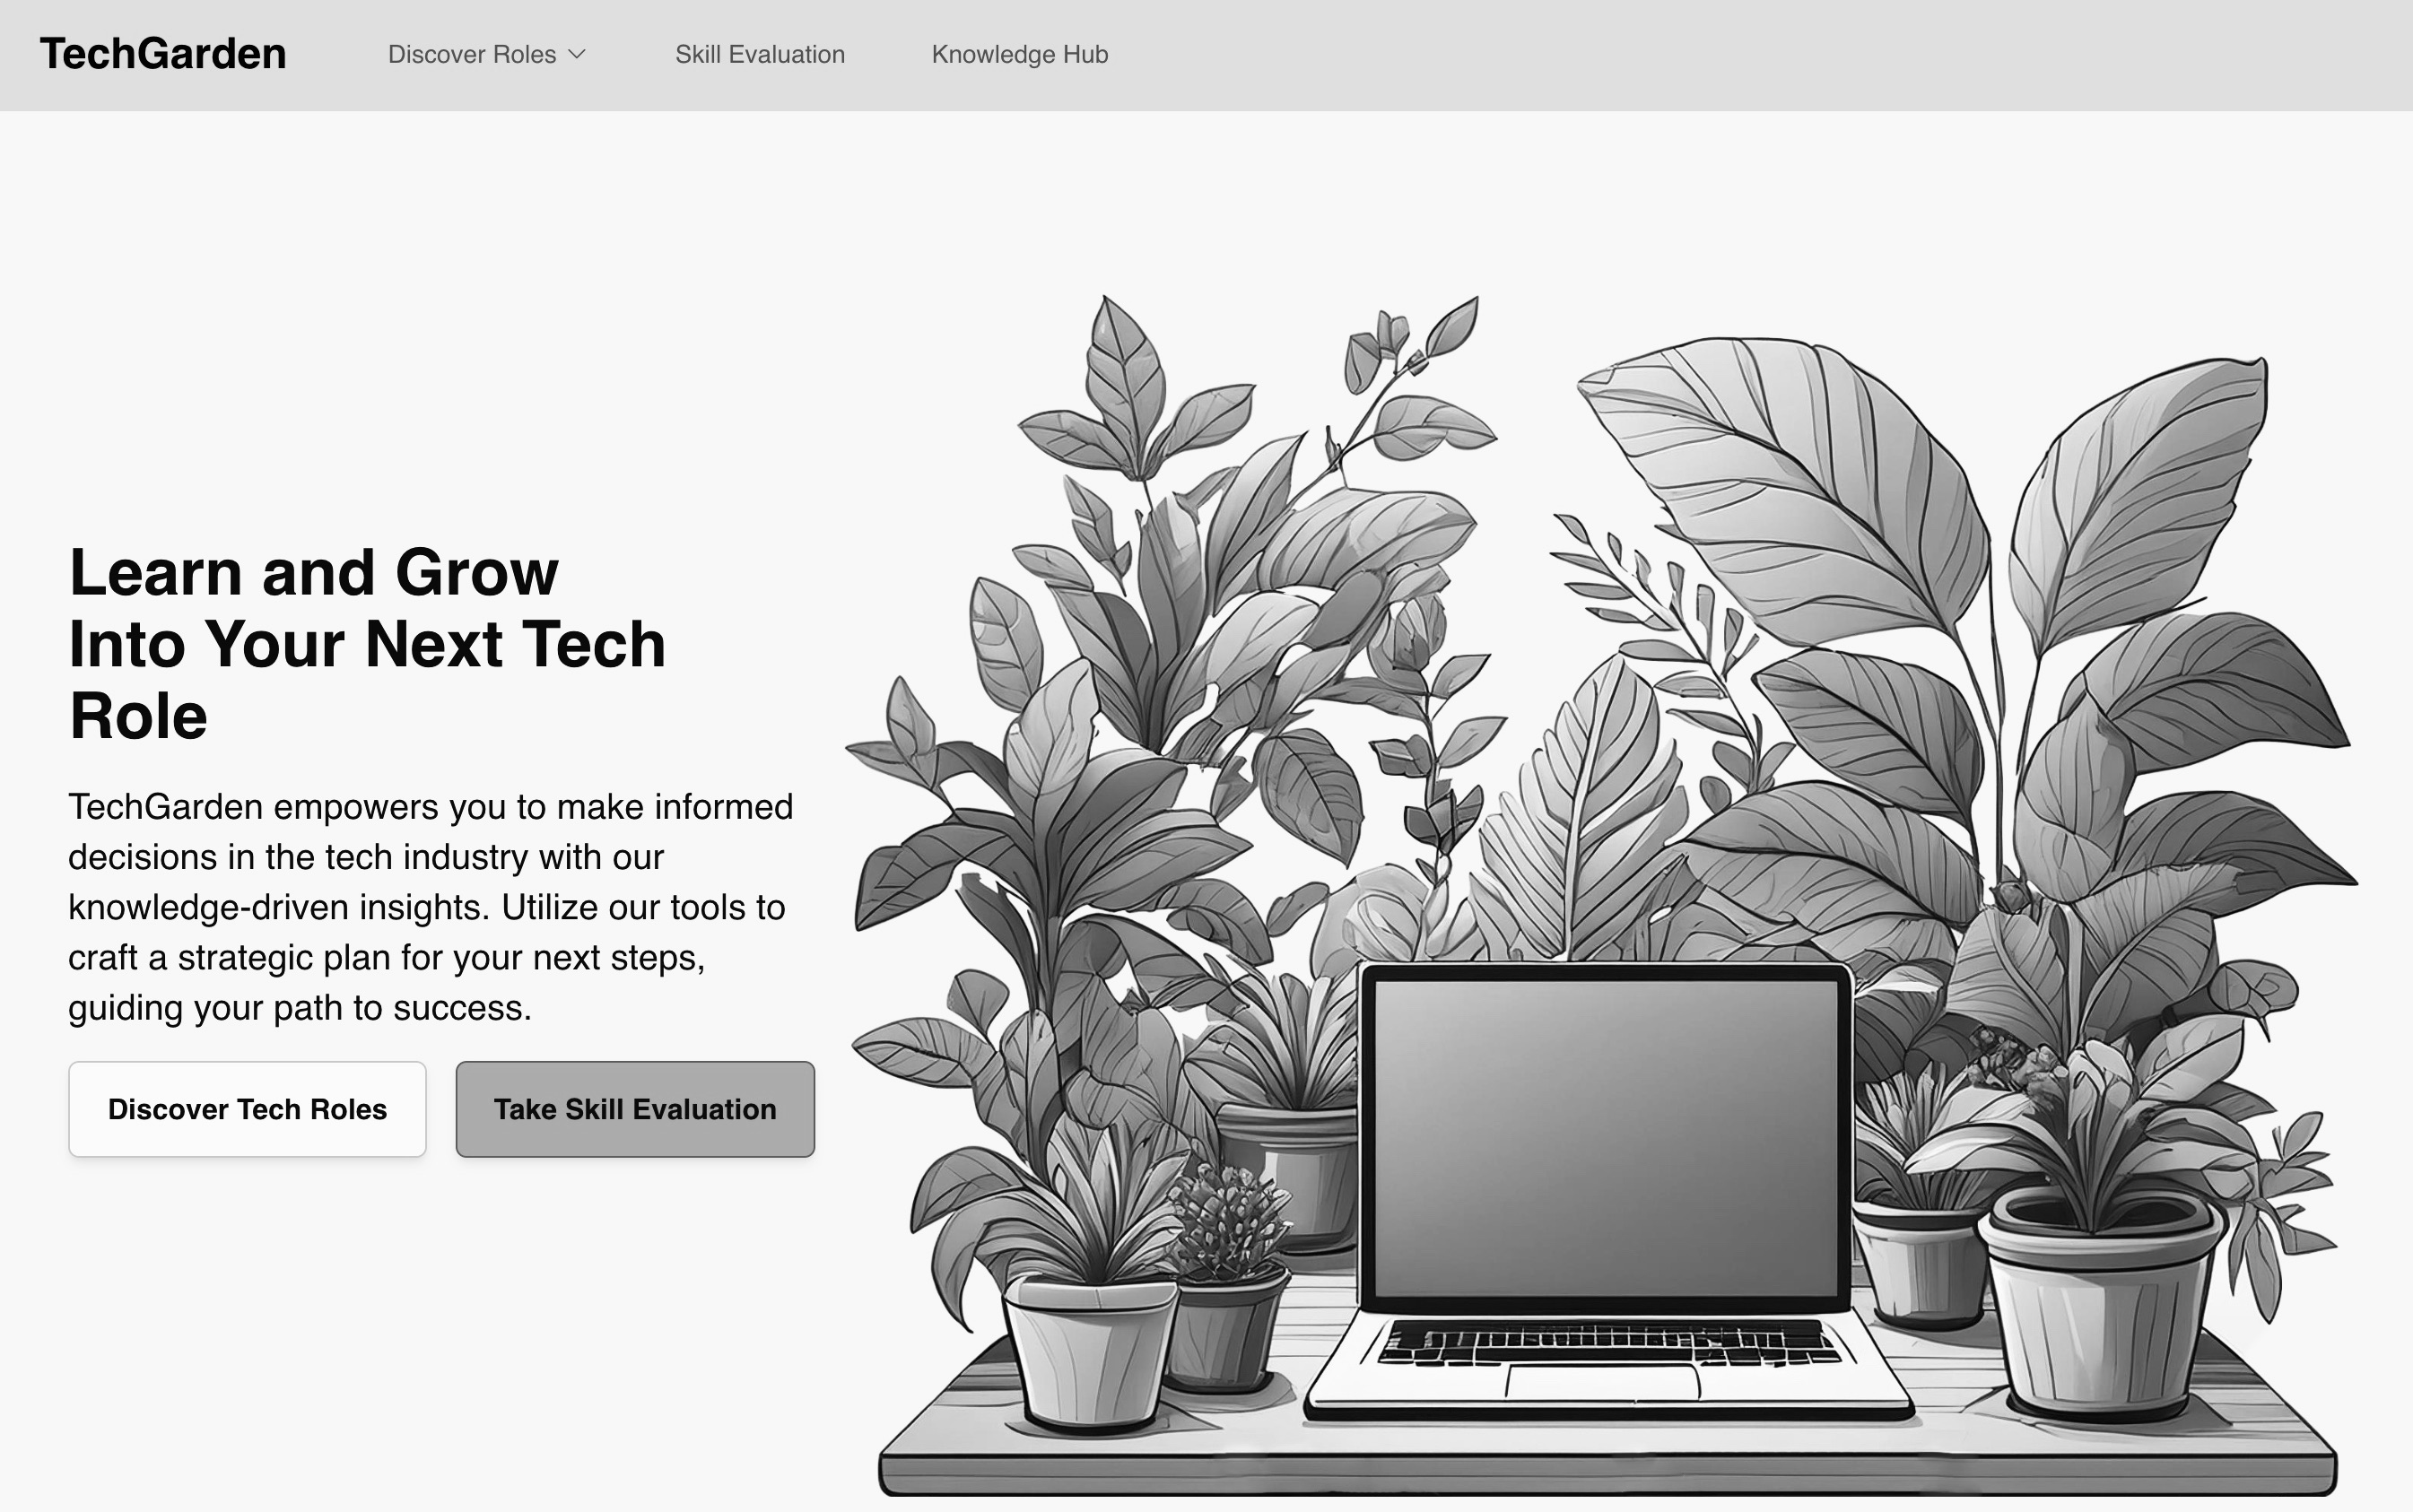 TechGarden
Discover Roles
Skill Evaluation
Knowledge Hub
Learn and Grow
Into Your Next Tech
Role
TechGarden empowers you to make informed
decisions in the tech industry with our
knowledge-driven insights. Utilize our tools to
craft a strategic plan for your next steps,
guiding your path to success.
Discover Tech Roles
Take Skill Evaluation